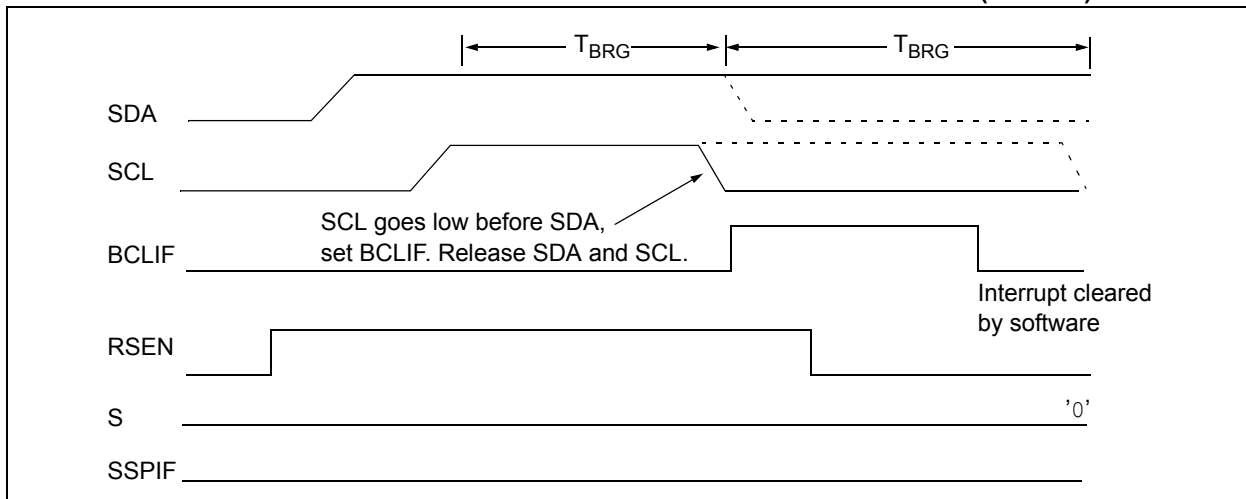 T_BRG T_BRG
SDA
SCL
SCL goes low before SDA,
set BCLIF. Release SDA and SCL.
BCLIF
Interrupt cleared
by software
RSEN
S
'0'
SSPIF